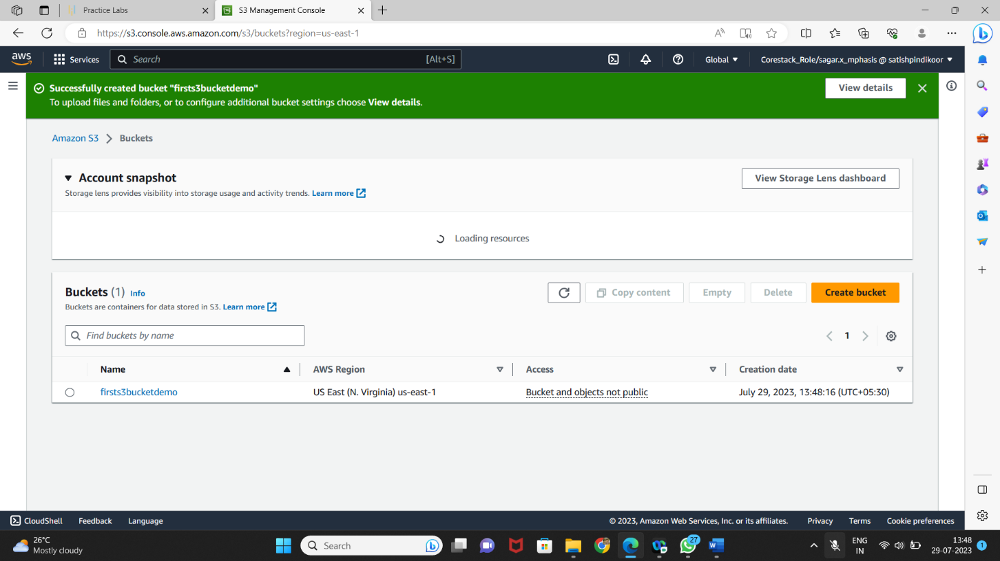 Practice Labs
S3 Management Console
https://s3.console.aws.amazon.com/s3/buckets?region=us-east-1
aws
Services
Search
[Alt+S]
Global
Corestack_Role/sagar.x_mphasis @ satishpindikoor
Successfully created bucket "firsts3bucketdemo"
To upload files and folders, or to configure additional bucket settings choose View details.
View details
Amazon S3 > Buckets
Account snapshot
Storage lens provides visibility into storage usage and activity trends. Learn more
View Storage Lens dashboard
Loading resources
Buckets (1) Info
Buckets are containers for data stored in S3. Learn more
Copy content
Empty
Delete
Create bucket
Find buckets by name
1
Name AWS Region Access Creation date
firsts3bucketdemo US East (N. Virginia) us-east-1 Bucket and objects not public July 29, 2023, 13:48:16 (UTC+05:30)
CloudShell Feedback Language
© 2023, Amazon Web Services, Inc. or its affiliates. Privacy Terms Cookie preferences
26°C
Mostly cloudy
Search
27
ENG
IN
13:48
29-07-2023
1